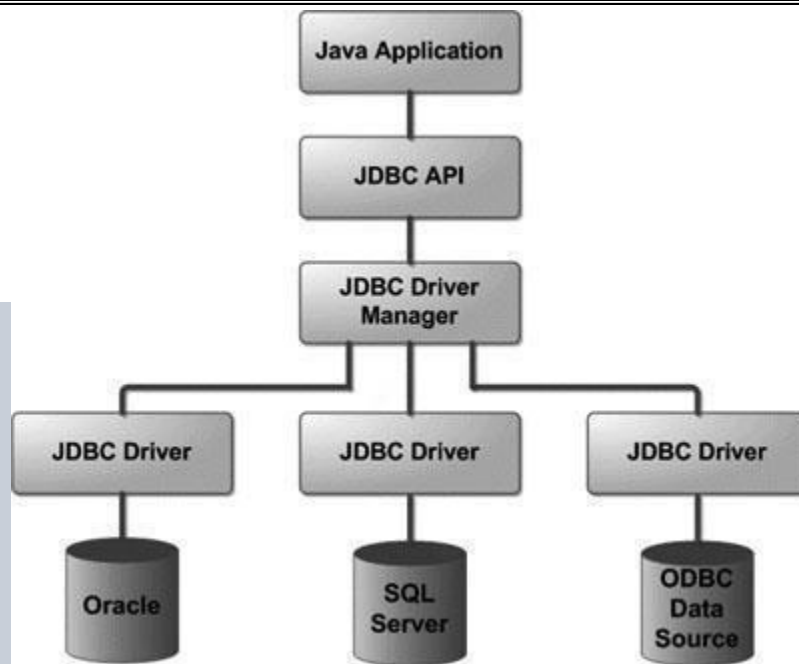 Java Application
JDBC API
JDBC Driver
Manager
JDBC Driver
JDBC Driver
JDBC Driver
Oracle
SQL
Server
ODBC
Data
Source